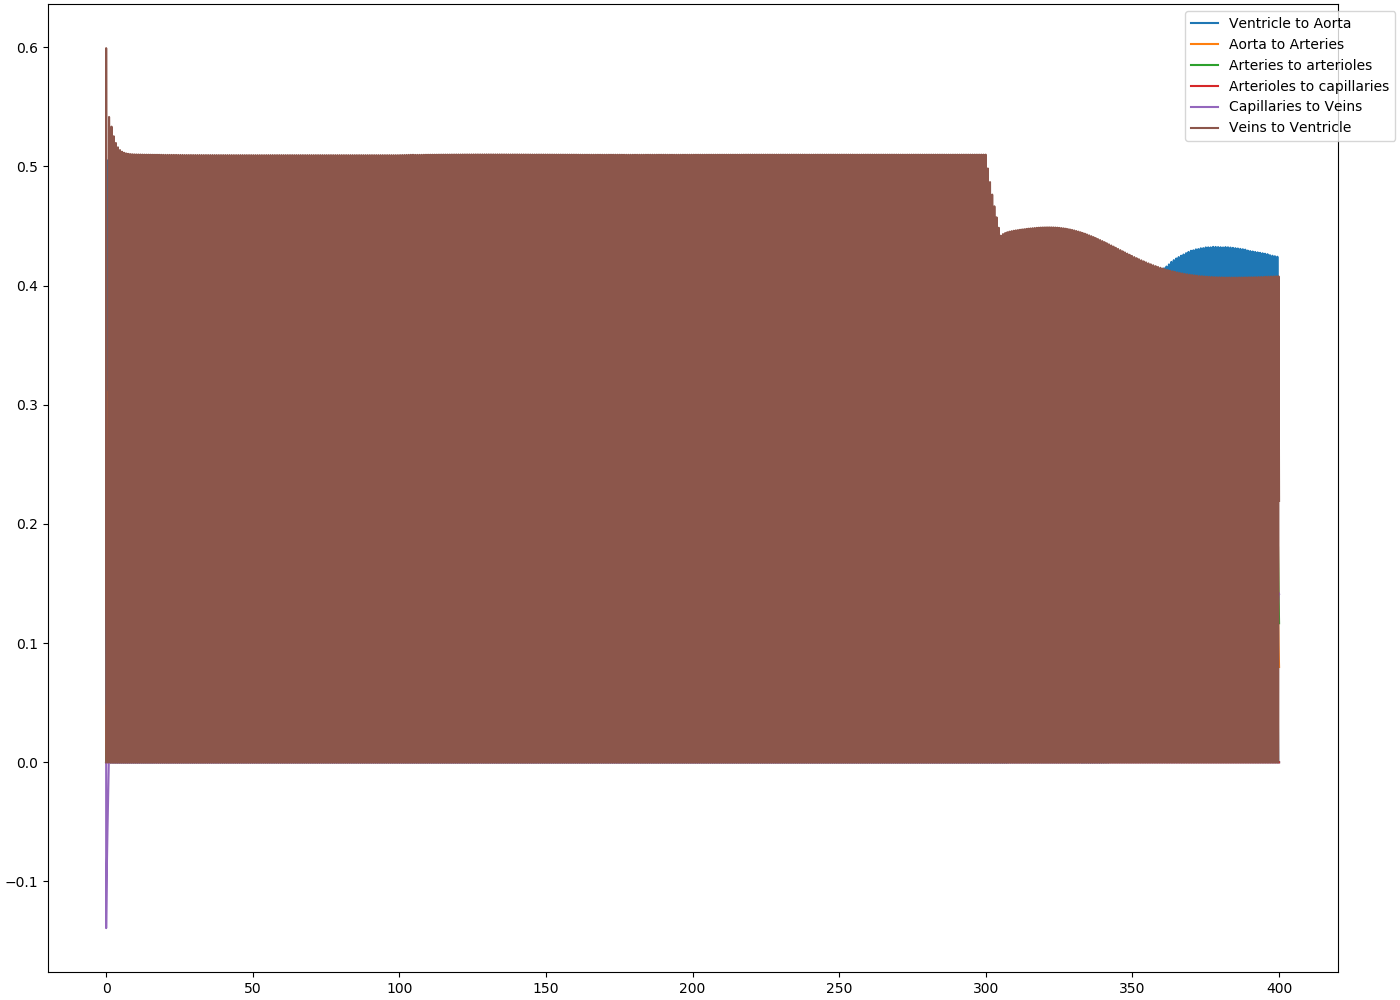 Ventricle to Aorta
Aorta to Arteries
Arteries to arterioles
Arterioles to capillaries
Capillaries to Veins
Veins to Ventricle
0.6
0.5
0.4
0.3
0.2
0.1
0.0
−0.1
0 50 100 150 200 250 300 350 400